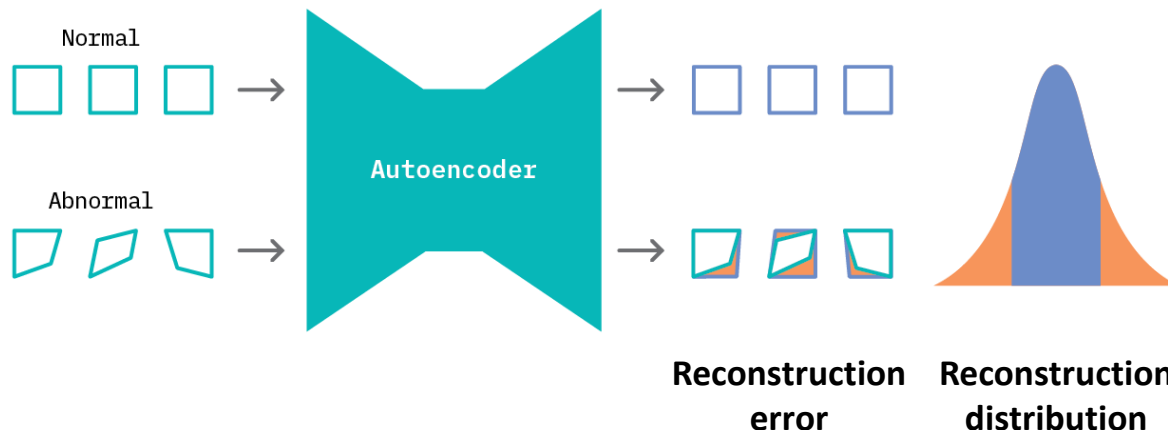 Normal
Autoencoder
Abnormal
Reconstruction
error
Reconstruction
distribution